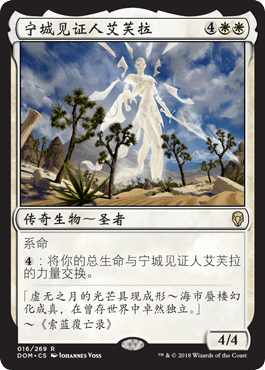 宁城见证人艾芙拉 4
传奇生物～圣者
系命
4：将你的总生命与宁城见证人艾芙拉
的力量交换。
「虚无之月的光芒具现成形～海市蜃楼幻
化成真，在曾存世界中卓然独立。」
～《索蓝覆亡录》
4/4
016/269 R
DOM • CS JOHANNES VOSS
™ & © 2018 Wizards of the Coast